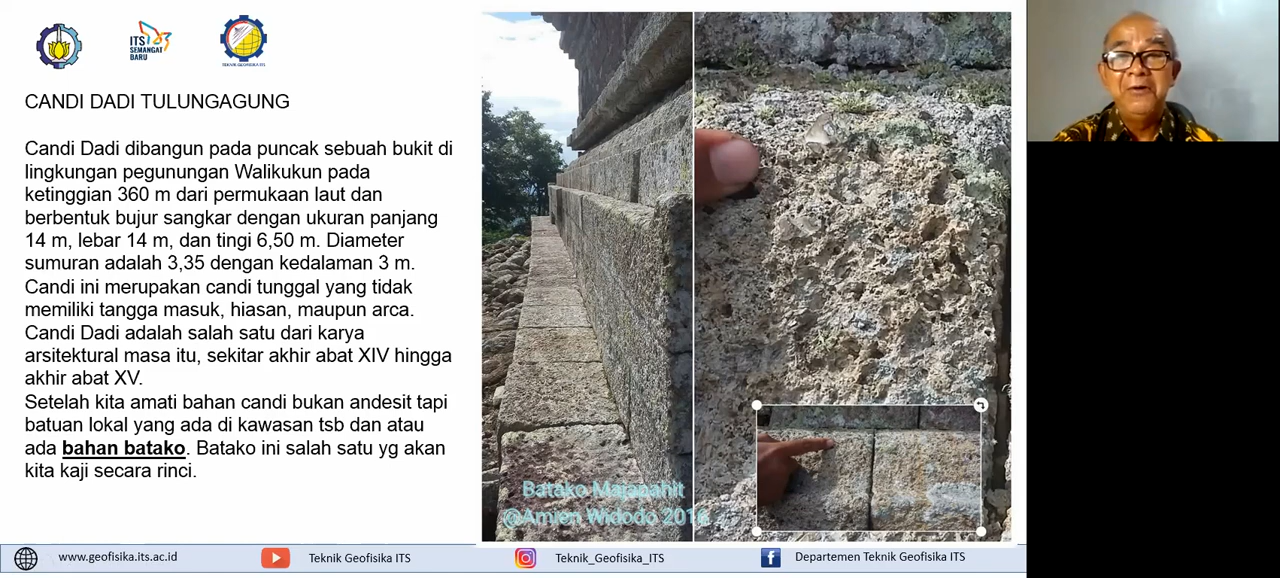 ITS
SEMANGAT
BARU
TEKNIK GEOFISIKA ITS
CANDI DADI TULUNGAGUNG
Candi Dadi dibangun pada puncak sebuah bukit di
lingkungan pegunungan Walikukun pada
ketinggian 360 m dari permukaan laut dan
berbentuk bujur sangkar dengan ukuran panjang
14 m, lebar 14 m, dan tingi 6,50 m. Diameter
sumuran adalah 3,35 dengan kedalaman 3 m.
Candi ini merupakan candi tunggal yang tidak
memiliki tangga masuk, hiasan, maupun arca.
Candi Dadi adalah salah satu dari karya
arsitektural masa itu, sekitar akhir abat XIV hingga
akhir abat XV.
Setelah kita amati bahan candi bukan andesit tapi
batuan lokal yang ada di kawasan tsb dan atau
ada bahan batako. Batako ini salah satu yg akan
kita kaji secara rinci.
Batako Majapahit
@Amien Widodo 2016
www.geofisika.its.ac.id
Teknik Geofisika ITS
Teknik_Geofisika_ITS
Departemen Teknik Geofisika ITS